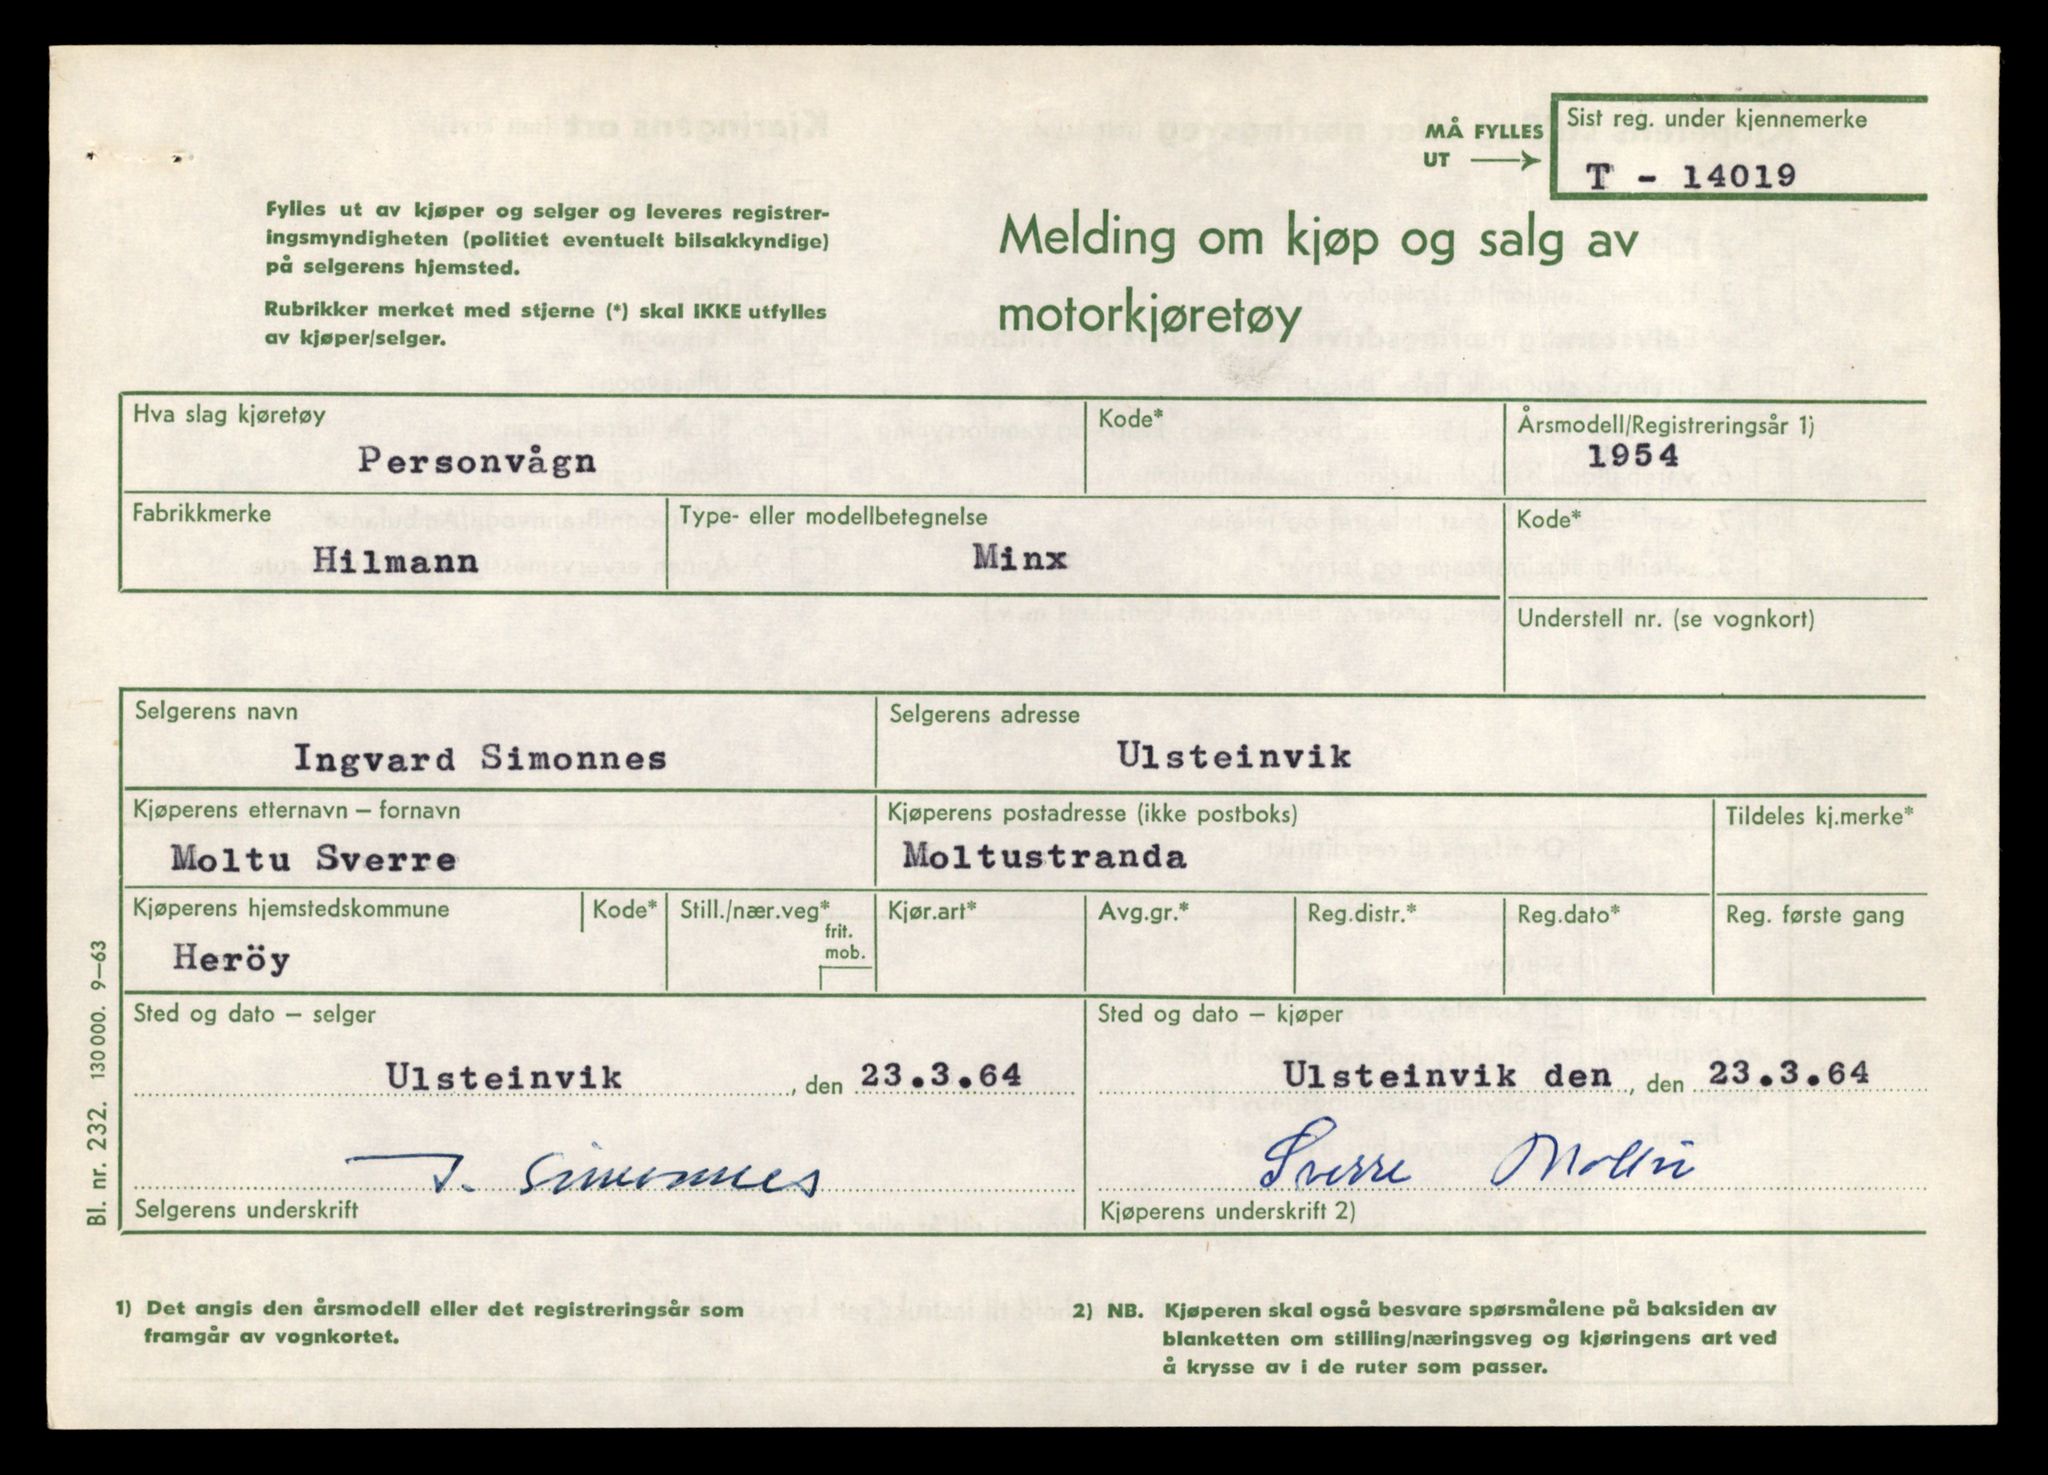 MÅ FYLLES
UT
Sist reg. under kjennemerke
T - 14019
Fylles ut av kjøper og selger og leveres registrer-
ingsmyndigheten (politiet eventuelt bilsakkyndige)
på selgerens hjemsted.
Rubrikker merket med stjerne (*) skal IKKE utfylles
av kjøper/selger.
Melding om kjøp og salg av
motorkjøretøy
Hva slag kjøretøy
Personvågn
Kode*
Årsmodell/Registreringsår 1)
1954
Fabrikkmerke
Hilmann
Type- eller modellbetegnelse
Minx
Kode*
Understell nr. (se vognkort)
Selgerens navn
Ingvard Simonnes
Selgerens adresse
Ulsteinvik
Kjøperens etternavn – fornavn
Moltu Sverre
Kjøperens postadresse (ikke postboks)
Moltustranda
Tildeles kj.merke*
Kjøperens hjemstedskommune
Heröy
Kode*
Still./nær.veg*
frit.
mob.
Kjør.art*
Avg.gr.*
Reg.distr.*
Reg.dato*
Reg. første gang
Sted og dato – selger
Ulsteinvik , den 23.3.64
Sted og dato – kjøper
Ulsteinvik den , den 23.3.64
I. Simonnes
Selgerens underskrift
Sverre Moltu
Kjøperens underskrift 2)
Bl. nr. 232. 130 000. 9–63
1) Det angis den årsmodell eller det registreringsår som
framgår av vognkortet.
2) NB. Kjøperen skal også besvare spørsmålene på baksiden av
blanketten om stilling/næringsveg og kjøringens art ved
å krysse av i de ruter som passer.